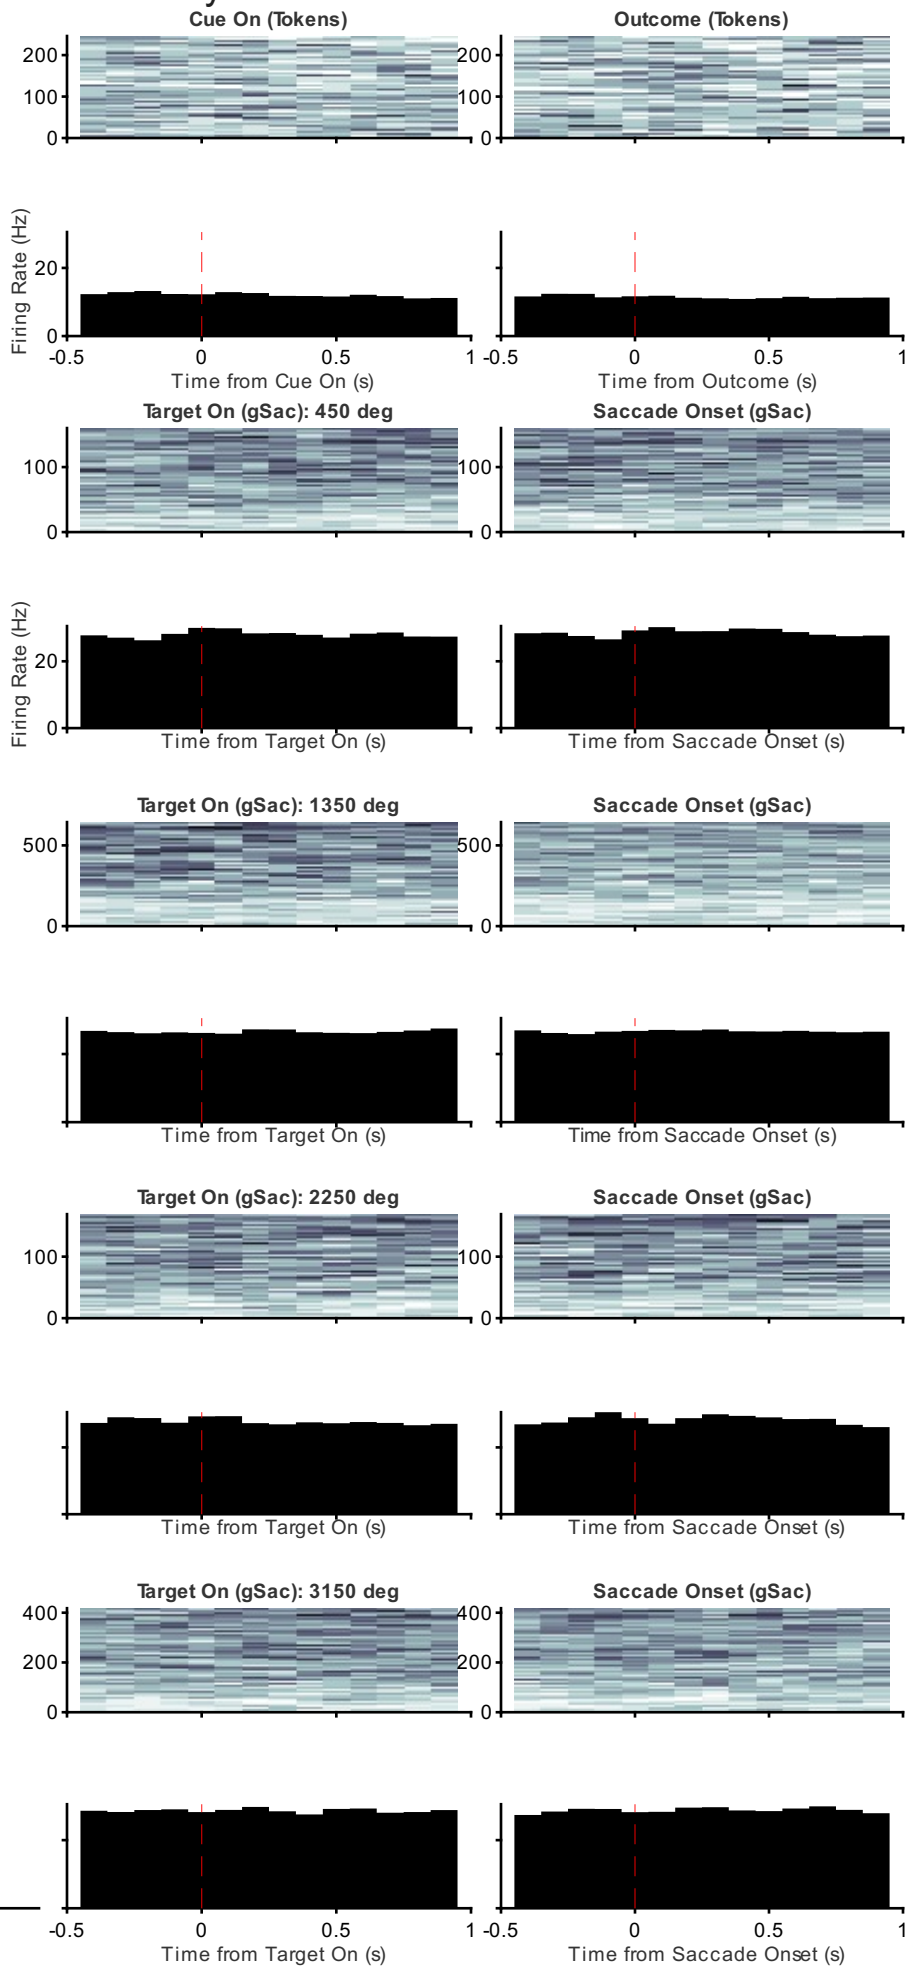 Cue On (Tokens)
Outcome (Tokens)
200
100
0
200
100
0
Firing Rate (Hz)
20
0
-0.5 0 0.5 1
-0.5 0 0.5 1
Time from Cue On (s)
Time from Outcome (s)
Target On (gSac): 450 deg
Saccade Onset (gSac)
100
0
100
0
Firing Rate (Hz)
20
0
Time from Target On (s)
Time from Saccade Onset (s)
Target On (gSac): 1350 deg
Saccade Onset (gSac)
500
0
500
0
Time from Target On (s)
Time from Saccade Onset (s)
Target On (gSac): 2250 deg
Saccade Onset (gSac)
100
0
100
0
Time from Target On (s)
Time from Saccade Onset (s)
Target On (gSac): 3150 deg
Saccade Onset (gSac)
400
200
0
400
200
0
-0.5 0 0.5 1
-0.5 0 0.5 1
Time from Target On (s)
Time from Saccade Onset (s)